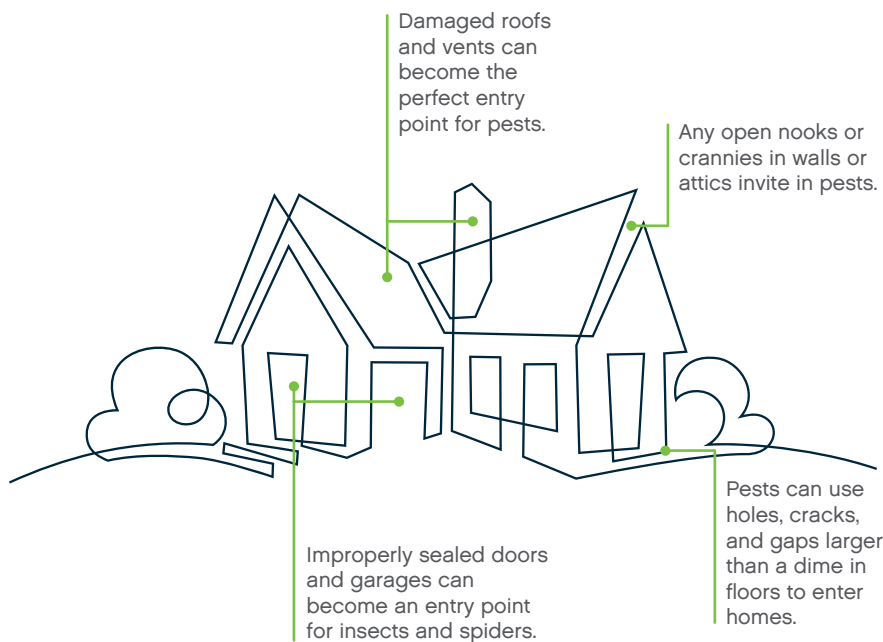 Damaged roofs
and vents can
become the
perfect entry
point for pests.
Any open nooks or
crannies in walls or
attics invite in pests.
Improperly sealed doors
and garages can
become an entry point
for insects and spiders.
Pests can use
holes, cracks,
and gaps larger
than a dime in
floors to enter
homes.